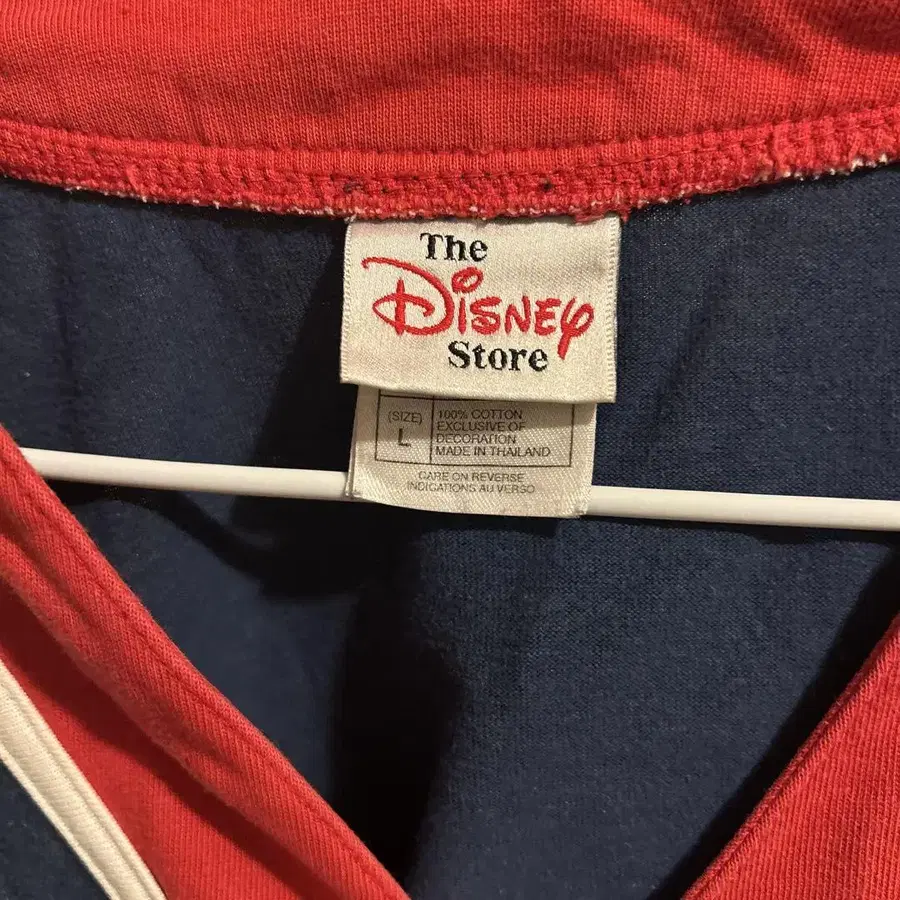 The
Disney
Store
(SIZE)
L
100% COTTON
EXCLUSIVE OF
DECORATION
MADE IN THAILAND
CARE ON REVERSE
INDICATIONS AU VERSO